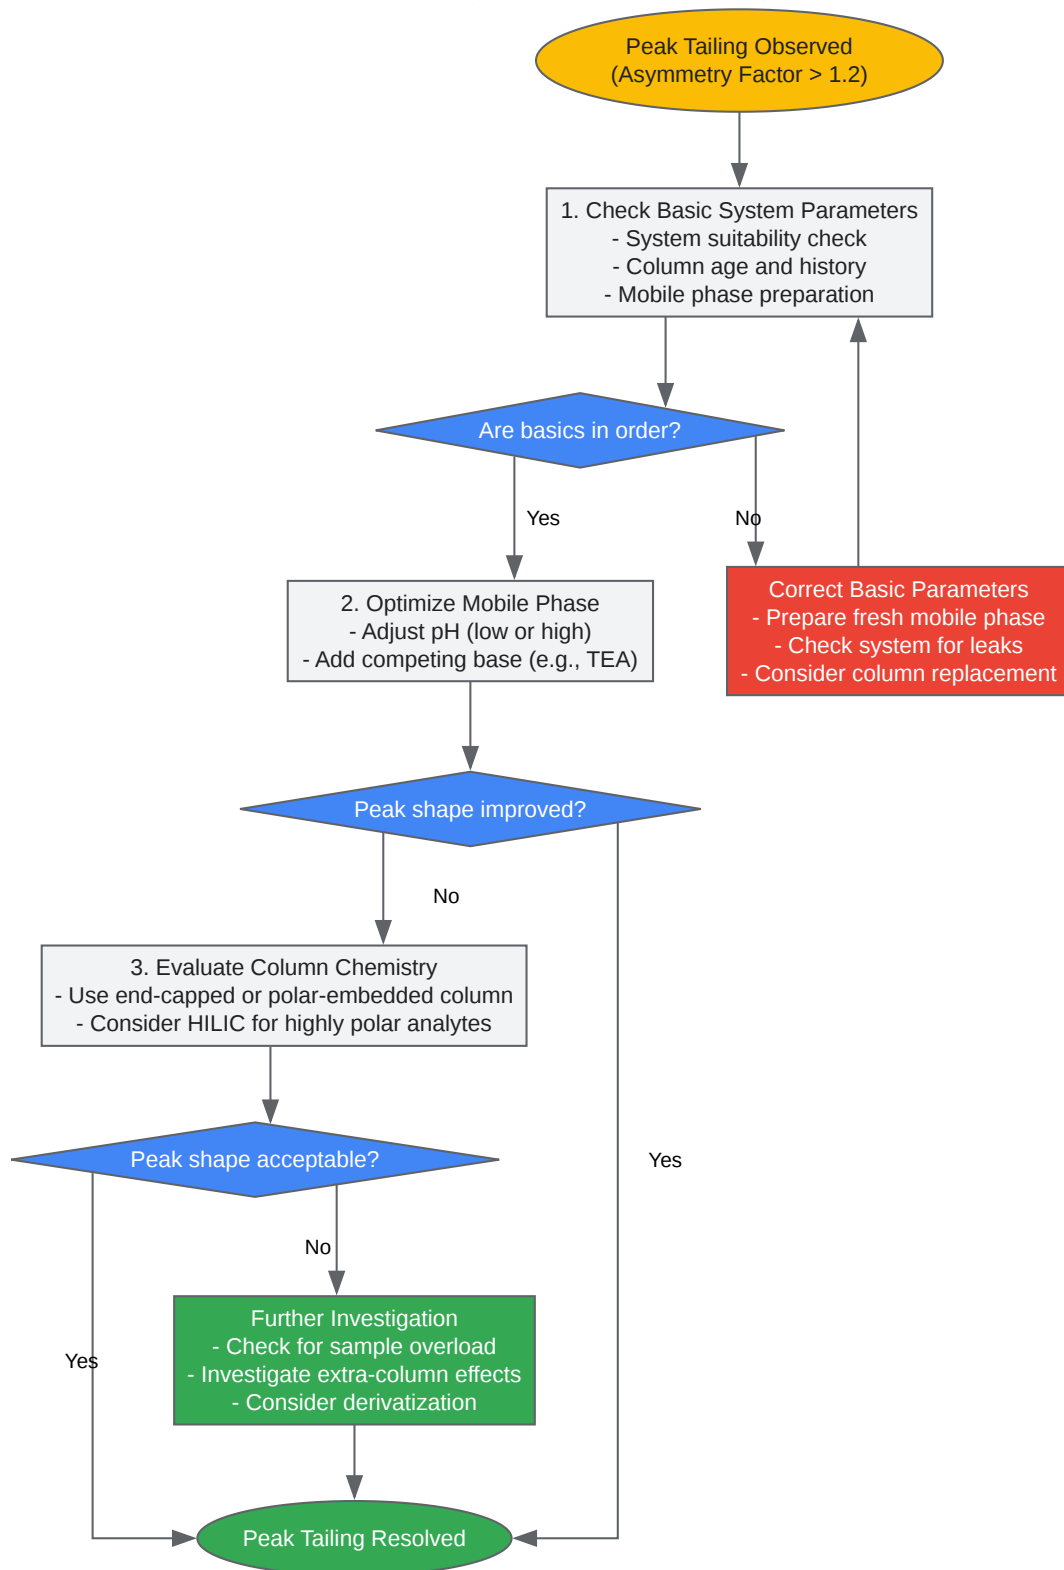 Peak Tailing Observed
(Asymmetry Factor > 1.2)
1. Check Basic System Parameters
- System suitability check
- Column age and history
- Mobile phase preparation
Are basics in order?
Yes
No
2. Optimize Mobile Phase
- Adjust pH (low or high)
- Add competing base (e.g., TEA)
Correct Basic Parameters
- Prepare fresh mobile phase
- Check system for leaks
- Consider column replacement
Peak shape improved?
No
3. Evaluate Column Chemistry
- Use end-capped or polar-embedded column
- Consider HILIC for highly polar analytes
Peak shape acceptable?
Yes
No
Further Investigation
- Check for sample overload
- Investigate extra-column effects
- Consider derivatization
Yes
Peak Tailing Resolved